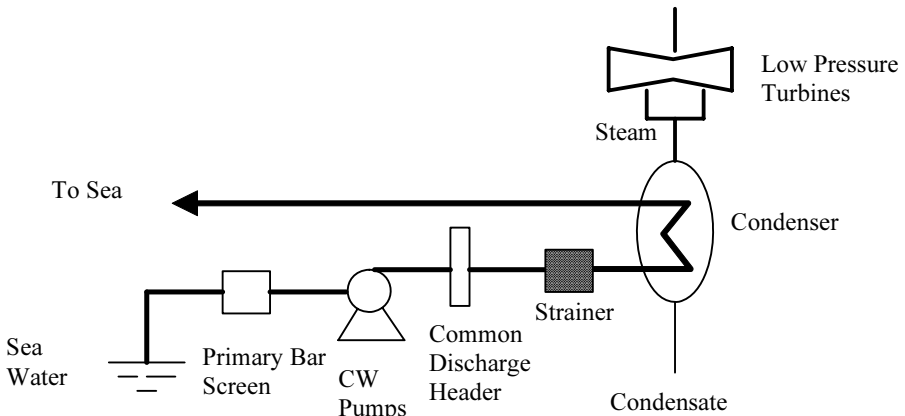 Low Pressure
Turbines
Steam
To Sea
Condenser
Strainer
Sea
Water
Primary Bar
Screen
CW
Pumps
Common
Discharge
Header
Condensate